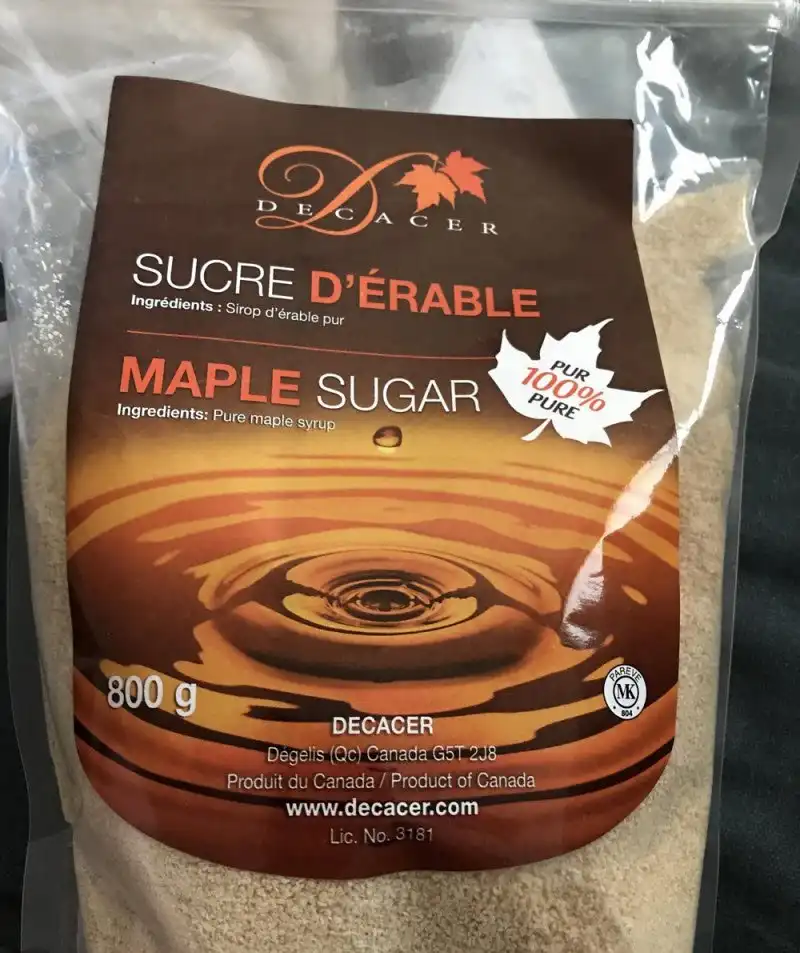 DECACER
SUCRE D'ÉRABLE
Ingrédients : Sirop d'érable pur
MAPLE SUGAR
Ingredients: Pure maple syrup
PUR
100%
PURE
800 g
PAREVE
MK
804
DECACER
Dégelis (Qc) Canada G5T 2J8
Produit du Canada / Product of Canada
www.decacer.com
Lic. No. 3181